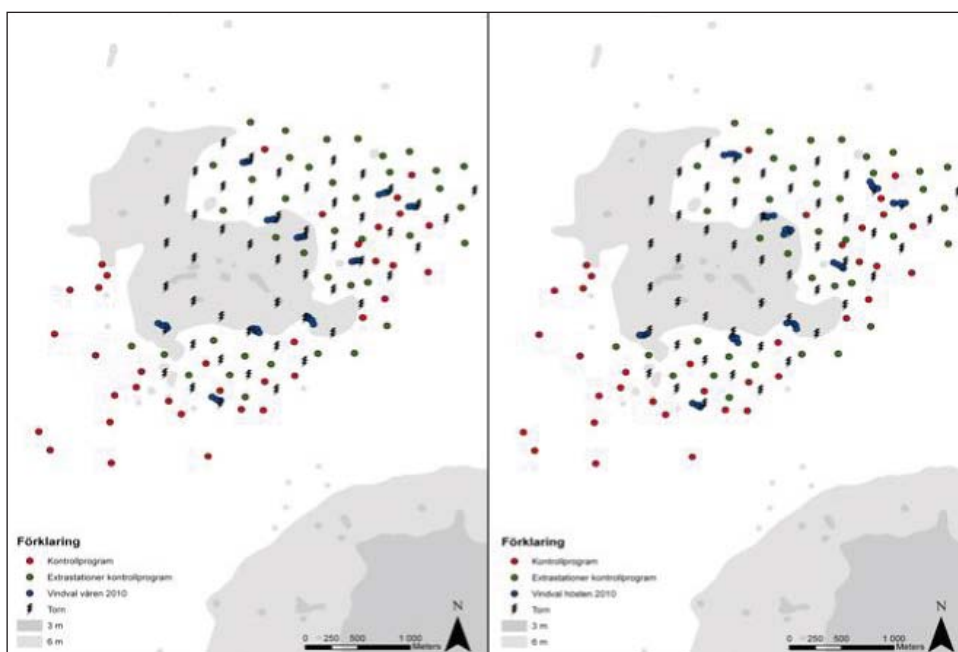 Förklaring
Kontrollprogram
Extrastationer kontrollprogram
Vindval våren 2010
Torn
3 m
6 m
N
0 250 500 1 000
Meters
Förklaring
Kontrollprogram
Extrastationer kontrollprogram
Vindval hösten 2010
Torn
3 m
6 m
N
0 250 500 1 000
Meters